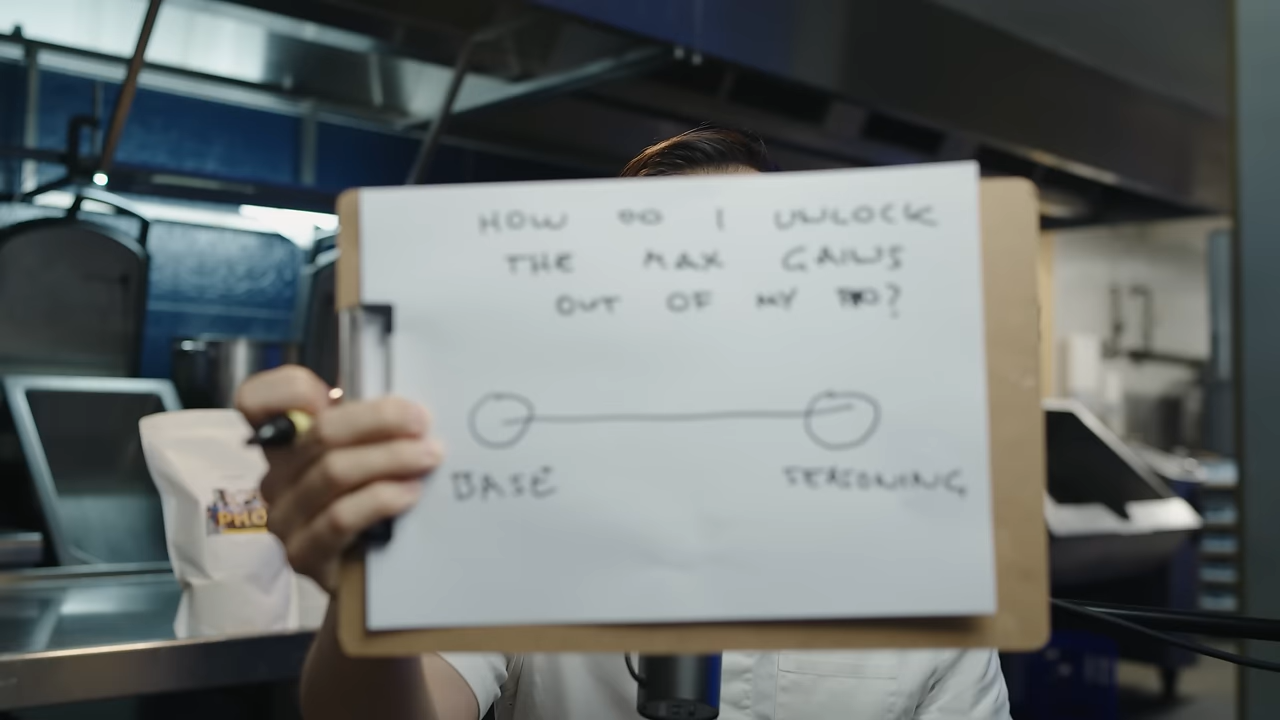 HOW DO I UNLOCK
THE MAX GAINS
OUT OF MY PHO?
BASE
SEASONING
PHO